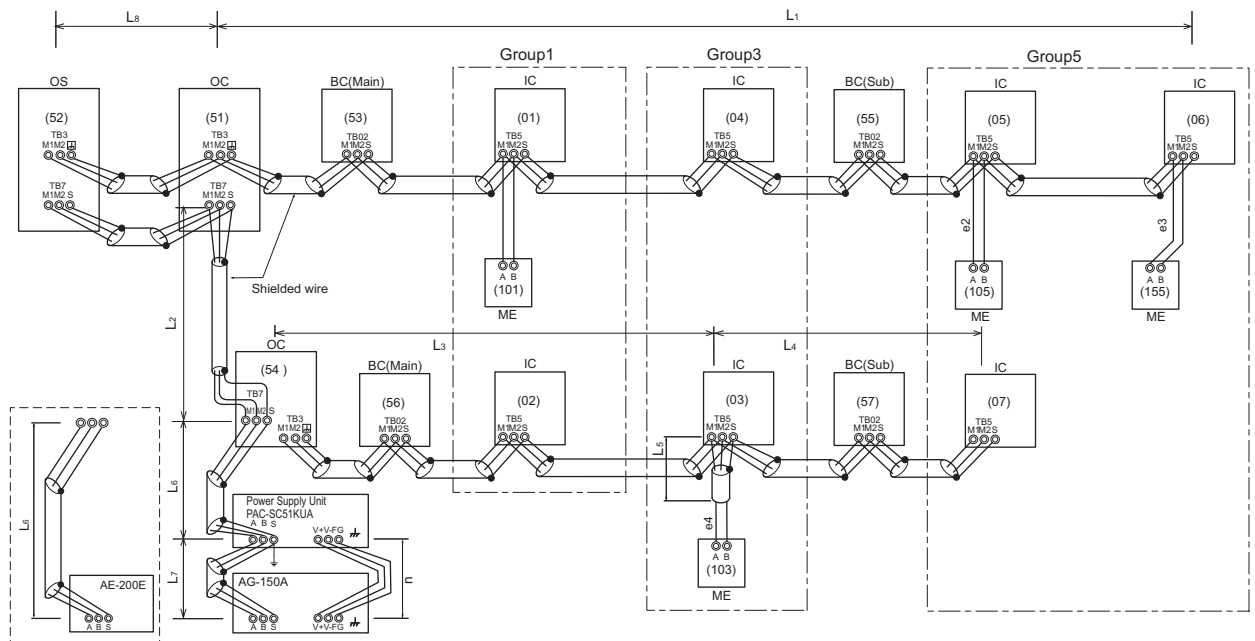 L8
L1
Group1
Group3
Group5
OS
OC
BC(Main)
IC
IC
BC(Sub)
IC
IC
(52)
(51)
(53)
(01)
(04)
(55)
(05)
(06)
TB3
M1M2
TB3
M1M2
TB02
M1M2S
TB5
M1M2S
TB5
M1M2S
TB02
M1M2S
TB5
M1M2S
TB5
M1M2S
TB7
M1M2 S
TB7
M1M2 S
e2
e3
A B
(101)
ME
A B
(105)
ME
A B
(155)
ME
Shielded wire
L2
L3
L4
OC
BC(Main)
IC
IC
BC(Sub)
IC
(54 )
(56)
(02)
(03)
(57)
(07)
TB7
M1M2 S
TB3
M1M2
TB02
M1M2S
TB5
M1M2S
TB5
M1M2S
TB02
M1M2S
TB5
M1M2S
L5
e4
A B
(103)
ME
L6
L6
Power Supply Unit
PAC-SC51KUA
A B S
V+V-FG
L7
n
AG-150A
A B S
V+V-FG
AE-200E
A B S